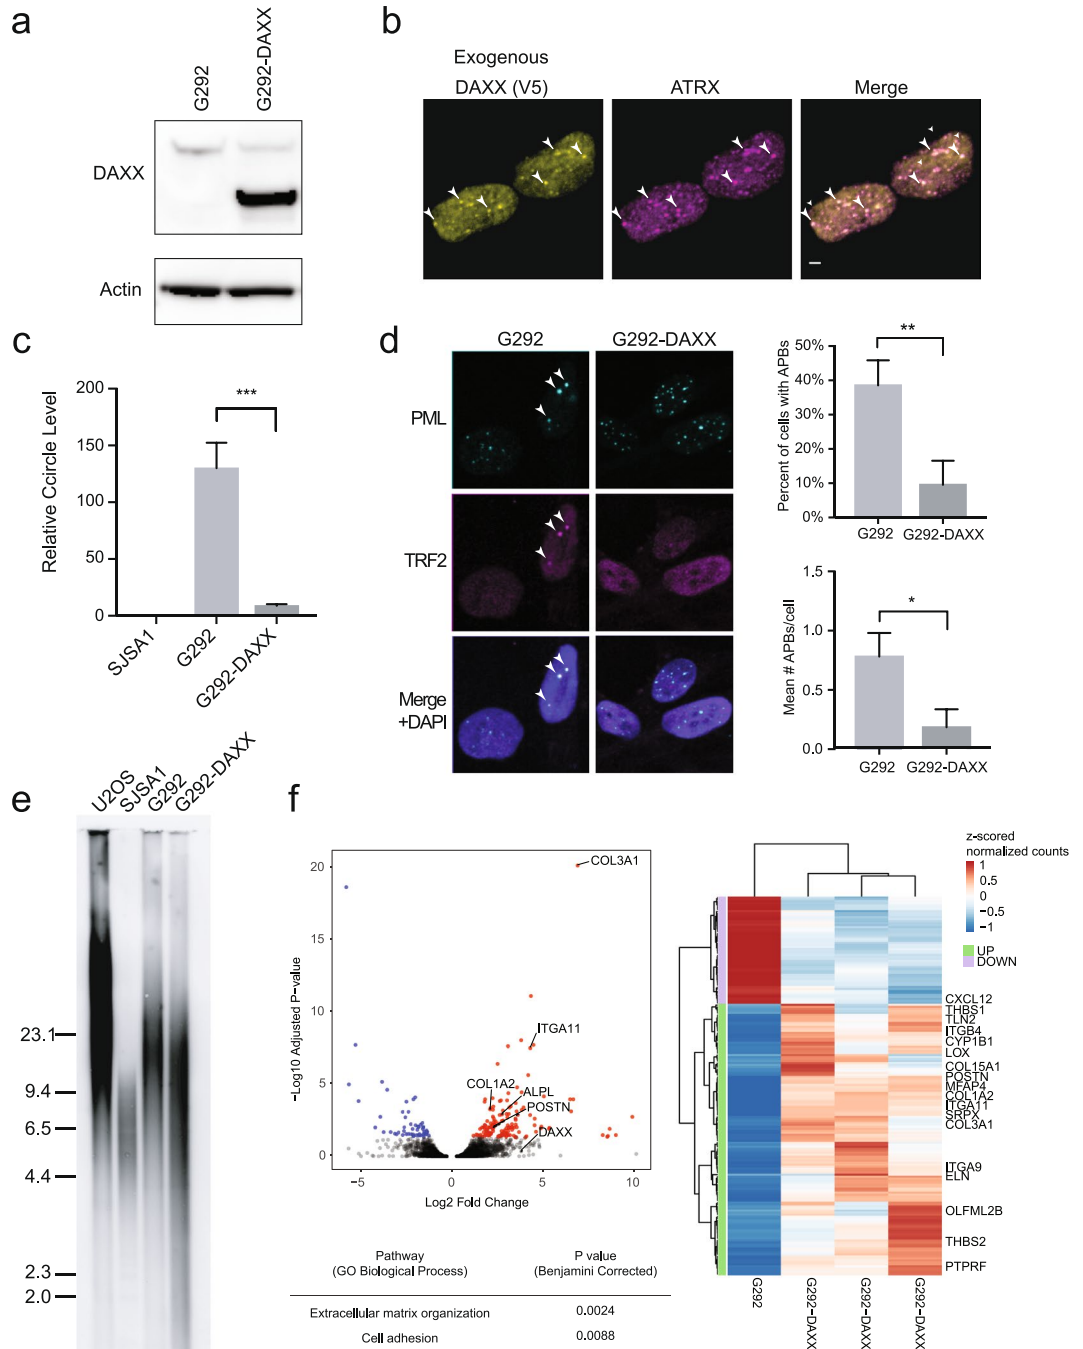 a
G292
G292-DAXX
DAXX
Actin
b
Exogenous
DAXX (V5)
ATRX
Merge
c
Relative Ccircle Level
200
150
100
50
0
***
SJSA1
G292
G292-DAXX
d
G292
G292-DAXX
PML
TRF2
Merge
+DAPI
Percent of cells with APBs
50%
40%
30%
20%
10%
0%
**
G292
G292-DAXX
Mean # APBs/cell
1.5
1.0
0.5
0.0
*
G292
G292-DAXX
e
U2OS
SJSA1
G292
G292-DAXX
23.1
9.4
6.5
4.4
2.3
2.0
f
−Log10 Adjusted P−value
20
15
10
5
0
COL3A1
ITGA11
COL1A2
ALPL
POSTN
DAXX
−5
0
5
10
Log2 Fold Change
Pathway
(GO Biological Process)
P value
(Benjamini Corrected)
Extracellular matrix organization
0.0024
Cell adhesion
0.0088
z-scored
normalized counts
1
0.5
0
−0.5
−1
UP
DOWN
CXCL12
THBS1
TLN2
ITGB4
CYP1B1
LOX
COL15A1
POSTN
MFAP4
COL1A2
ITGA11
SRPX
COL3A1
ITGA9
ELN
OLFML2B
THBS2
PTPRF
G292
G292-DAXX
G292-DAXX
G292-DAXX